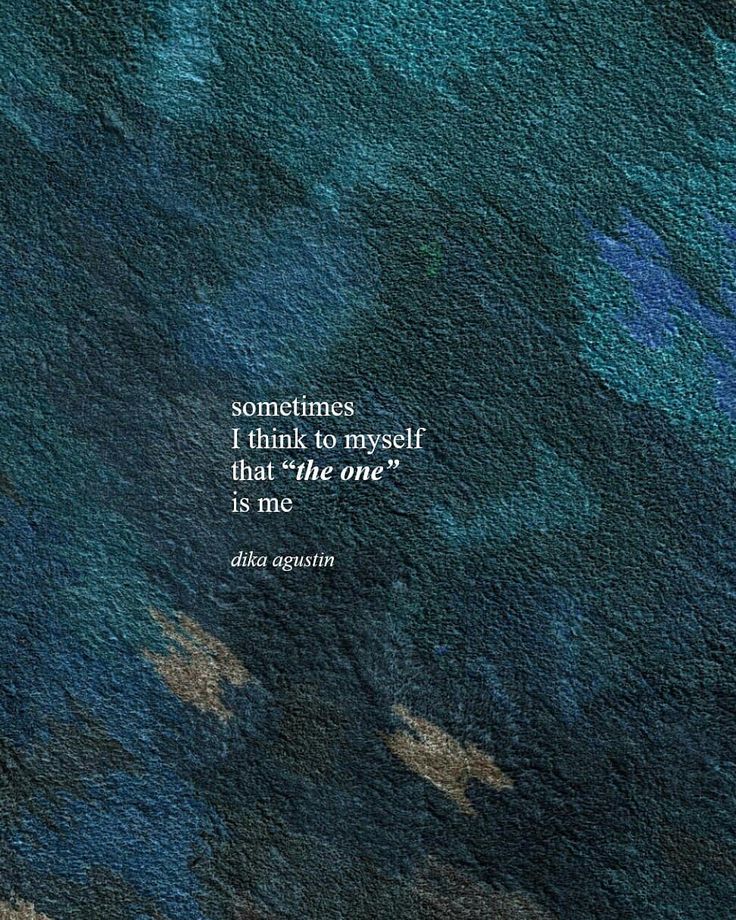 sometimes
I think to myself
that “the one”
is me
dika agustin